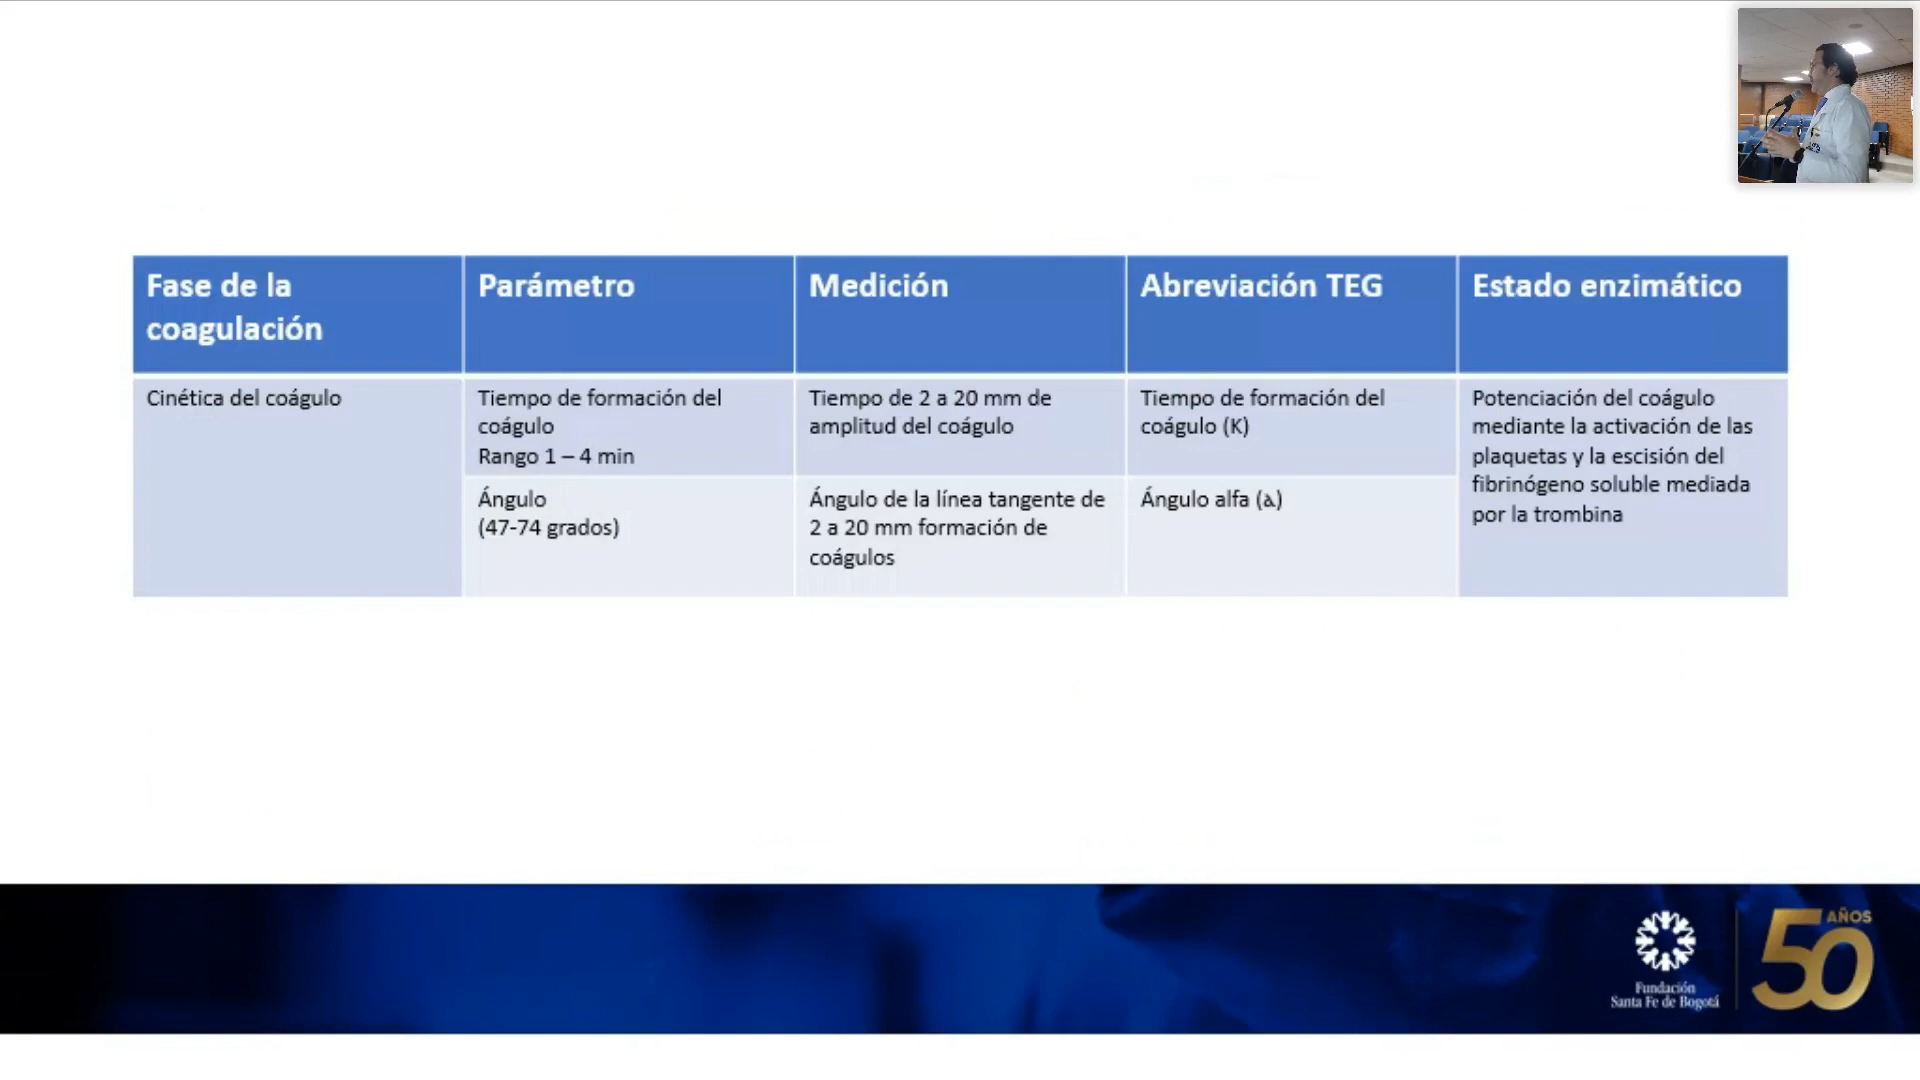 Fase de la
coagulación
Parámetro
Medición
Abreviación TEG
Estado enzimático
Cinética del coágulo
Tiempo de formación del
coágulo
Rango 1 – 4 min
Tiempo de 2 a 20 mm de
amplitud del coágulo
Tiempo de formación del
coágulo (K)
Potenciación del coágulo
mediante la activación de las
plaquetas y la escisión del
fibrinógeno soluble mediada
por la trombina
Ángulo
(47-74 grados)
Ángulo de la línea tangente de
2 a 20 mm formación de
coágulos
Ángulo alfa (ձ)
Fundación
Santa Fe de Bogotá
50 AÑOS